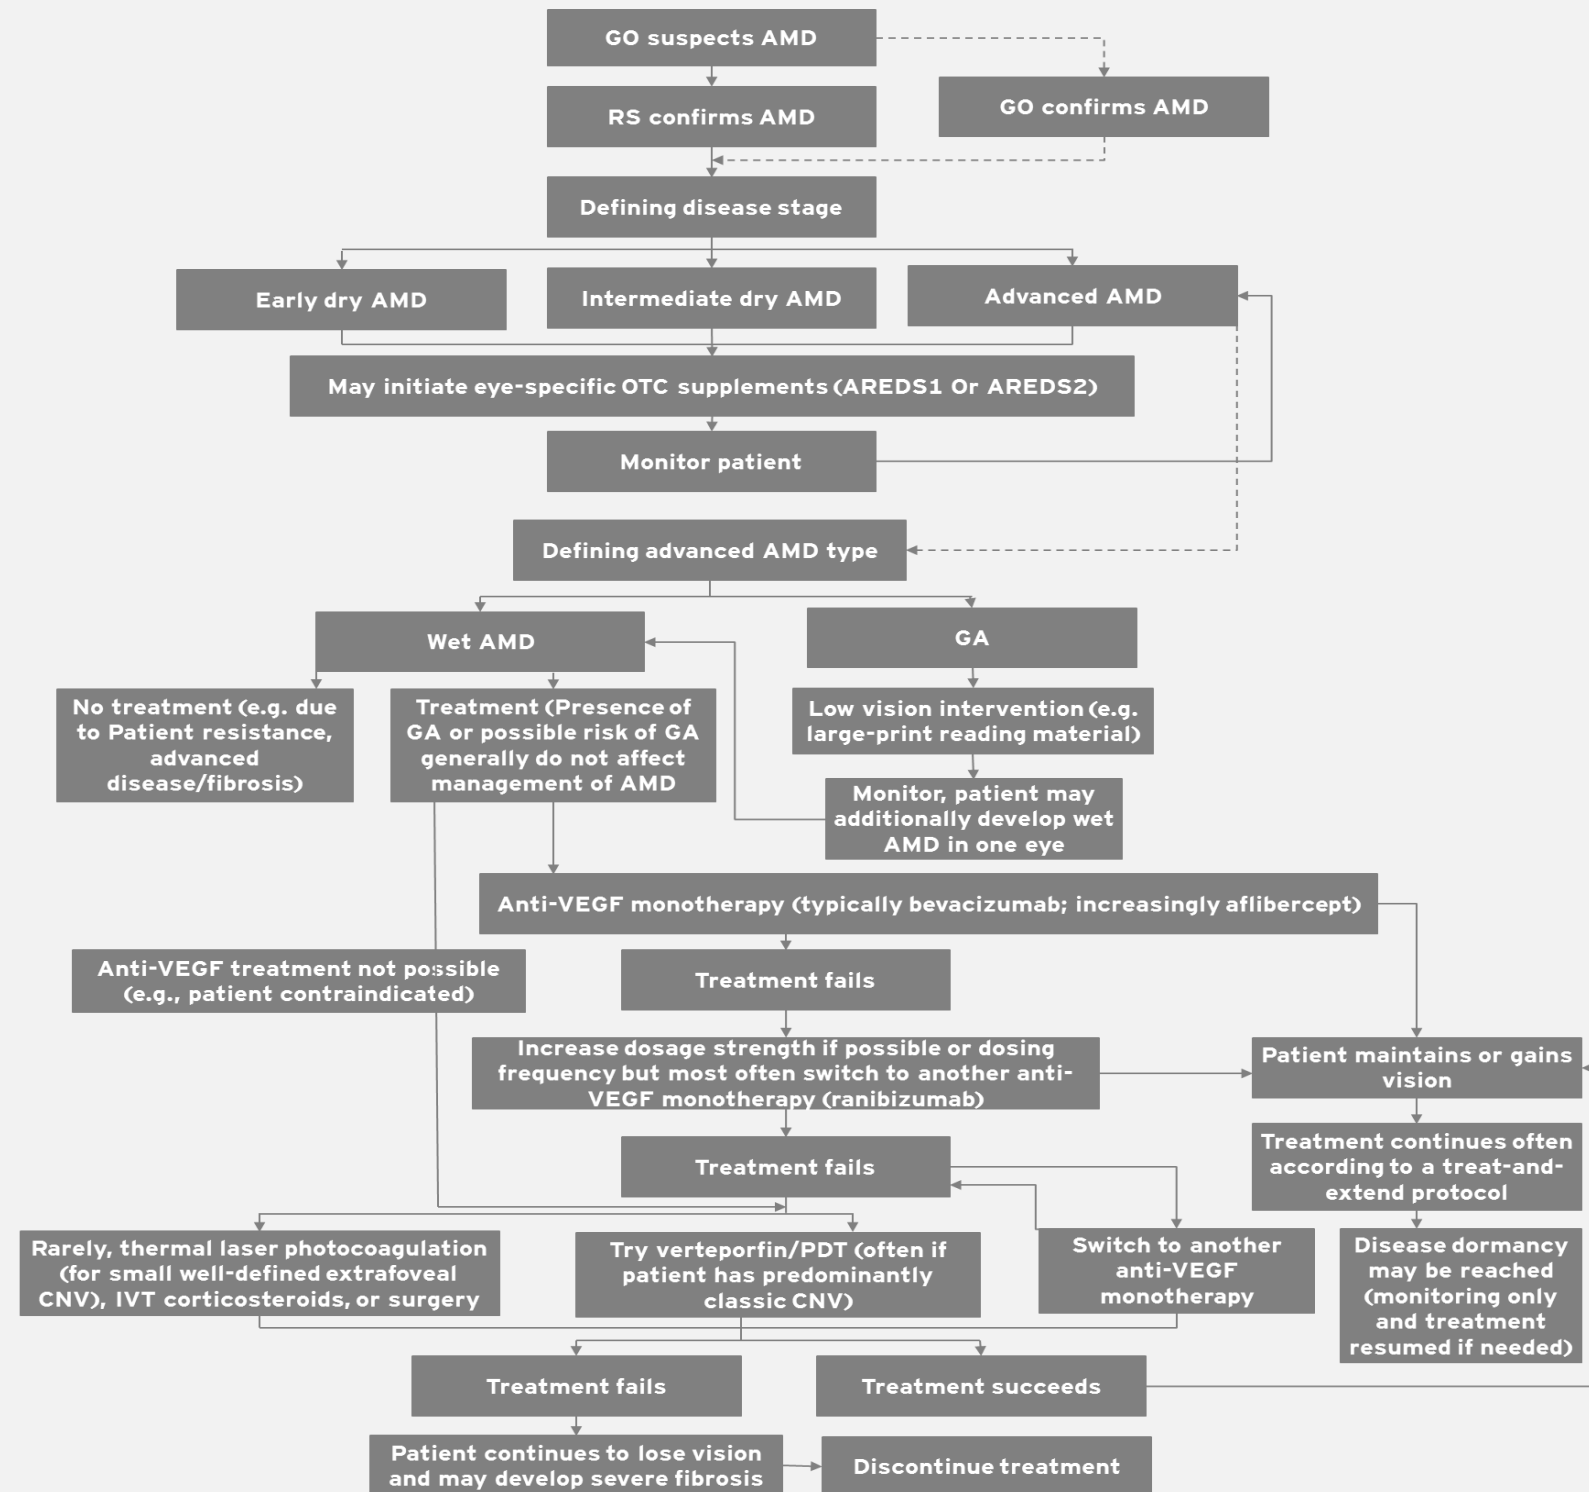 GO suspects AMD
RS confirms AMD
GO confirms AMD
Defining disease stage
Early dry AMD
Intermediate dry AMD
Advanced AMD
May initiate eye-specific OTC supplements (AREDS1 Or AREDS2)
Monitor patient
Defining advanced AMD type
Wet AMD
GA
No treatment (e.g. due
to Patient resistance,
advanced
disease/fibrosis)
Treatment (Presence of
GA or possible risk of GA
generally do not affect
management of AMD
Low vision intervention (e.g.
large-print reading material)
Monitor, patient may
additionally develop wet
AMD in one eye
Anti-VEGF monotherapy (typically bevacizumab; increasingly aflibercept)
Anti-VEGF treatment not possible
(e.g., patient contraindicated)
Treatment fails
Increase dosage strength if possible or dosing
frequency but most often switch to another anti-
VEGF monotherapy (ranibizumab)
Patient maintains or gains
vision
Treatment fails
Treatment continues often
according to a treat-and-
extend protocol
Rarely, thermal laser photocoagulation
(for small well-defined extrafoveal
CNV), IVT corticosteroids, or surgery
Try verteporfin/PDT (often if
patient has predominantly
classic CNV)
Switch to another
anti-VEGF
monotherapy
Disease dormancy
may be reached
(monitoring only
and treatment
resumed if needed)
Treatment fails
Treatment succeeds
Patient continues to lose vision
and may develop severe fibrosis
Discontinue treatment